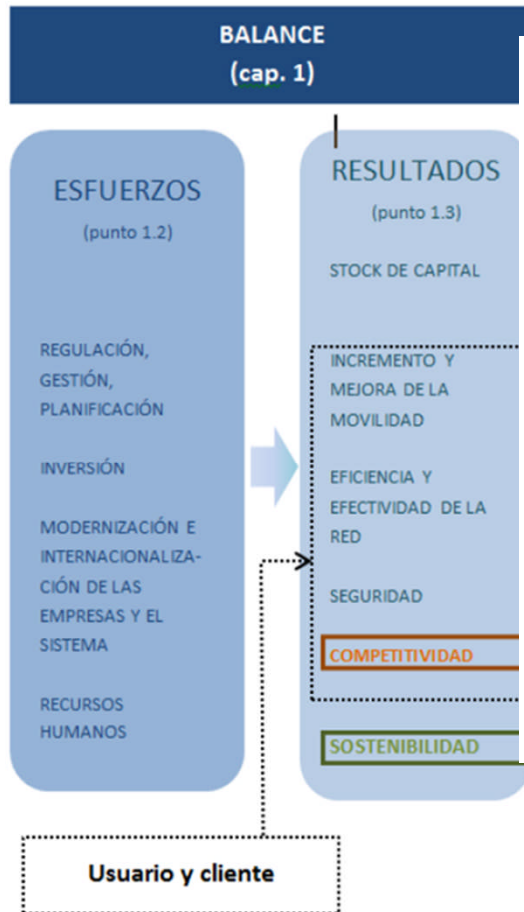 BALANCE
(cap. 1)
ESFUERZOS
(punto 1.2)
REGULACIÓN,
GESTIÓN,
PLANIFICACIÓN
INVERSIÓN
MODERNIZACIÓN E
INTERNACIONALIZA-
CIÓN DE LAS
EMPRESAS Y EL
SISTEMA
RECURSOS
HUMANOS
RESULTADOS
(punto 1.3)
STOCK DE CAPITAL
INCREMENTO Y
MEJORA DE LA
MOVILIDAD
EFICIENCIA Y
EFECTIVIDAD DE LA
RED
SEGURIDAD
COMPETITIVIDAD
SOSTENIBILIDAD
Usuario y cliente